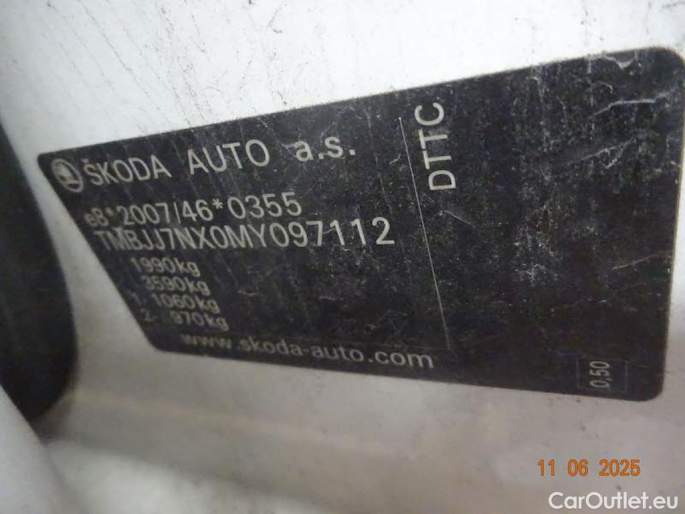 ŠKODA AUTO a.s.
DTTC
e8*2007/46*0355
TMBJJ7NX0MY097112
1990kg
3590kg
1- 1060kg
2- 970kg
www.skoda-auto.com
0,50
11 06 2025
CarOutlet.eu